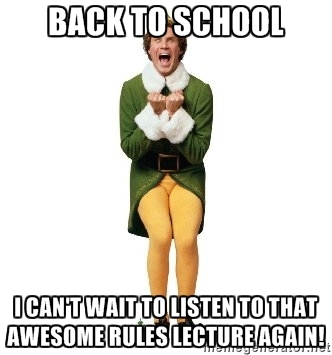 BACK TO SCHOOL
I CAN'T WAIT TO LISTEN TO THAT
AWESOME RULES LECTURE AGAIN!
memegenerator.net